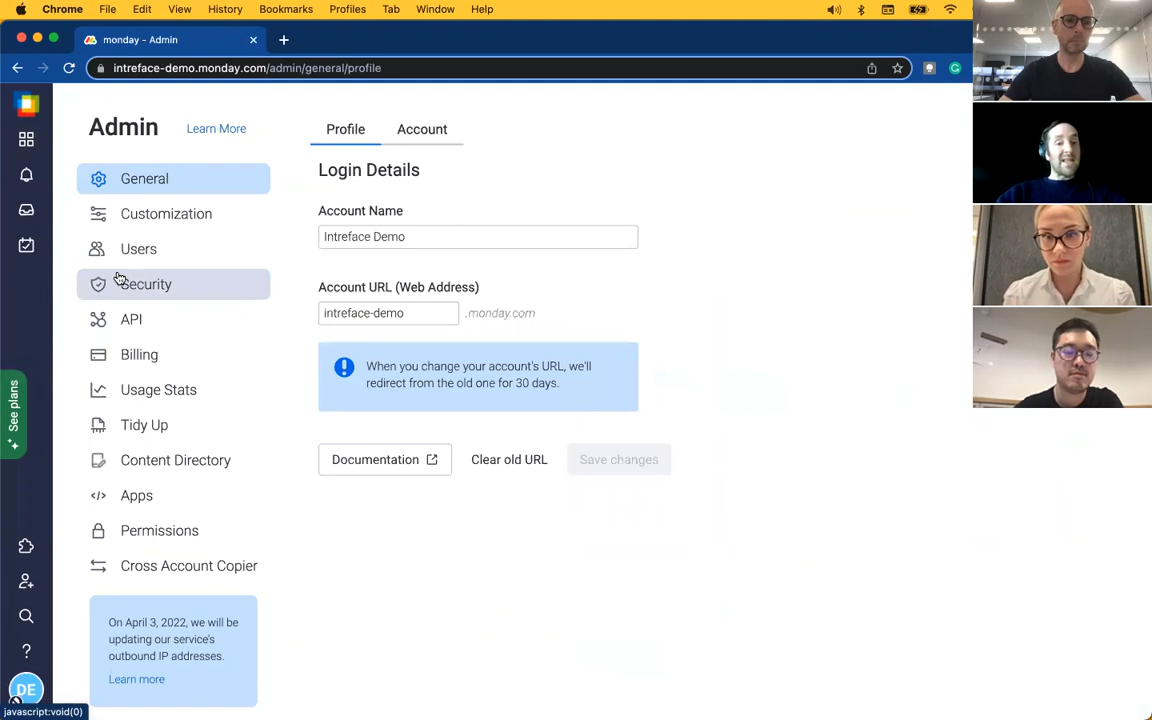 Chrome File Edit View History Bookmarks Profiles Tab Window Help
monday - Admin
intreface-demo.monday.com/admin/general/profile
Admin Learn More
General
Customization
Users
Security
API
Billing
Usage Stats
Tidy Up
Content Directory
Apps
Permissions
Cross Account Copier
On April 3, 2022, we will be
updating our service's
outbound IP addresses.
Learn more
See plans
DE
javascript:void(0)
Profile Account
Login Details
Account Name
Intreface Demo
Account URL (Web Address)
intreface-demo .monday.com
When you change your account's URL, we'll
redirect from the old one for 30 days.
Documentation Clear old URL Save changes